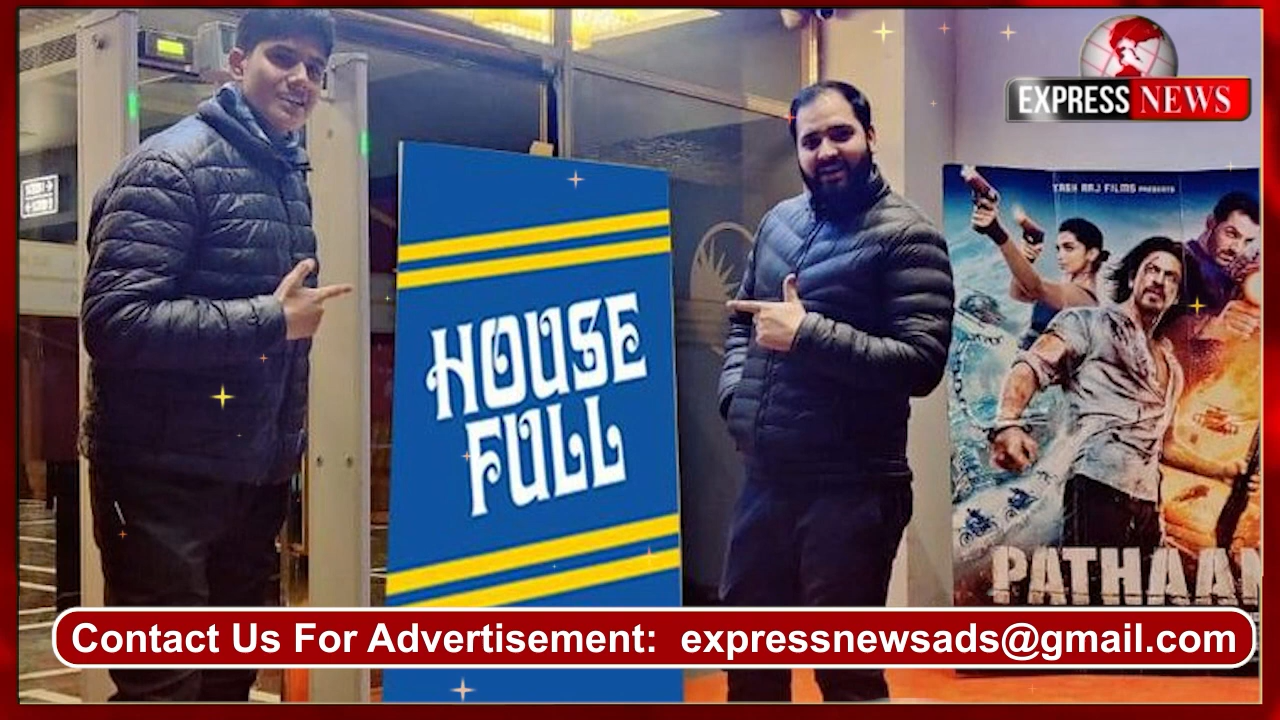 EXPRESS NEWS
YASH RAJ FILMS PRESENTS
HOUSE
FULL
PATHAAN
Contact Us For Advertisement: expressnewsads@gmail.com